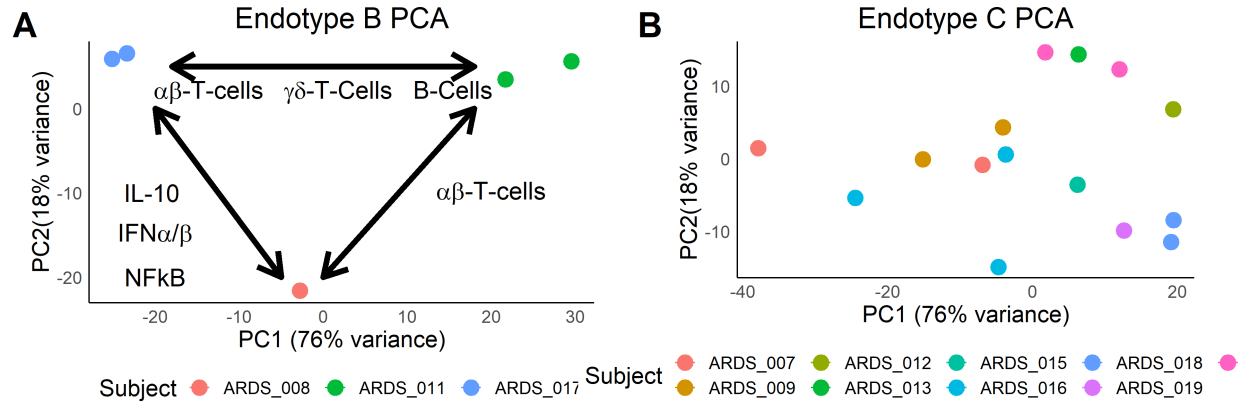 A
Endotype B PCA
PC2(18% variance)
0
-10
-20
αβ-T-cells γδ-T-Cells B-Cells
αβ-T-cells
IL-10
IFNα/β
NFkB
-20 -10 0 10 20 30
PC1 (76% variance)
Subject ARDS_008 ARDS_011 ARDS_017
B
Endotype C PCA
PC2(18% variance)
10
0
-10
-40 -20 0 20
PC1 (76% variance)
Subject
ARDS_007 ARDS_012 ARDS_015 ARDS_018
ARDS_009 ARDS_013 ARDS_016 ARDS_019